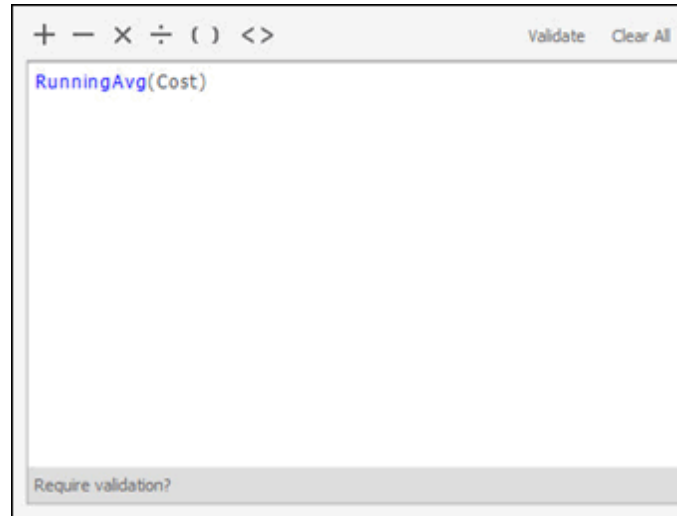 + − × ÷ ( ) < > Validate Clear All
RunningAvg(Cost)
Require validation?